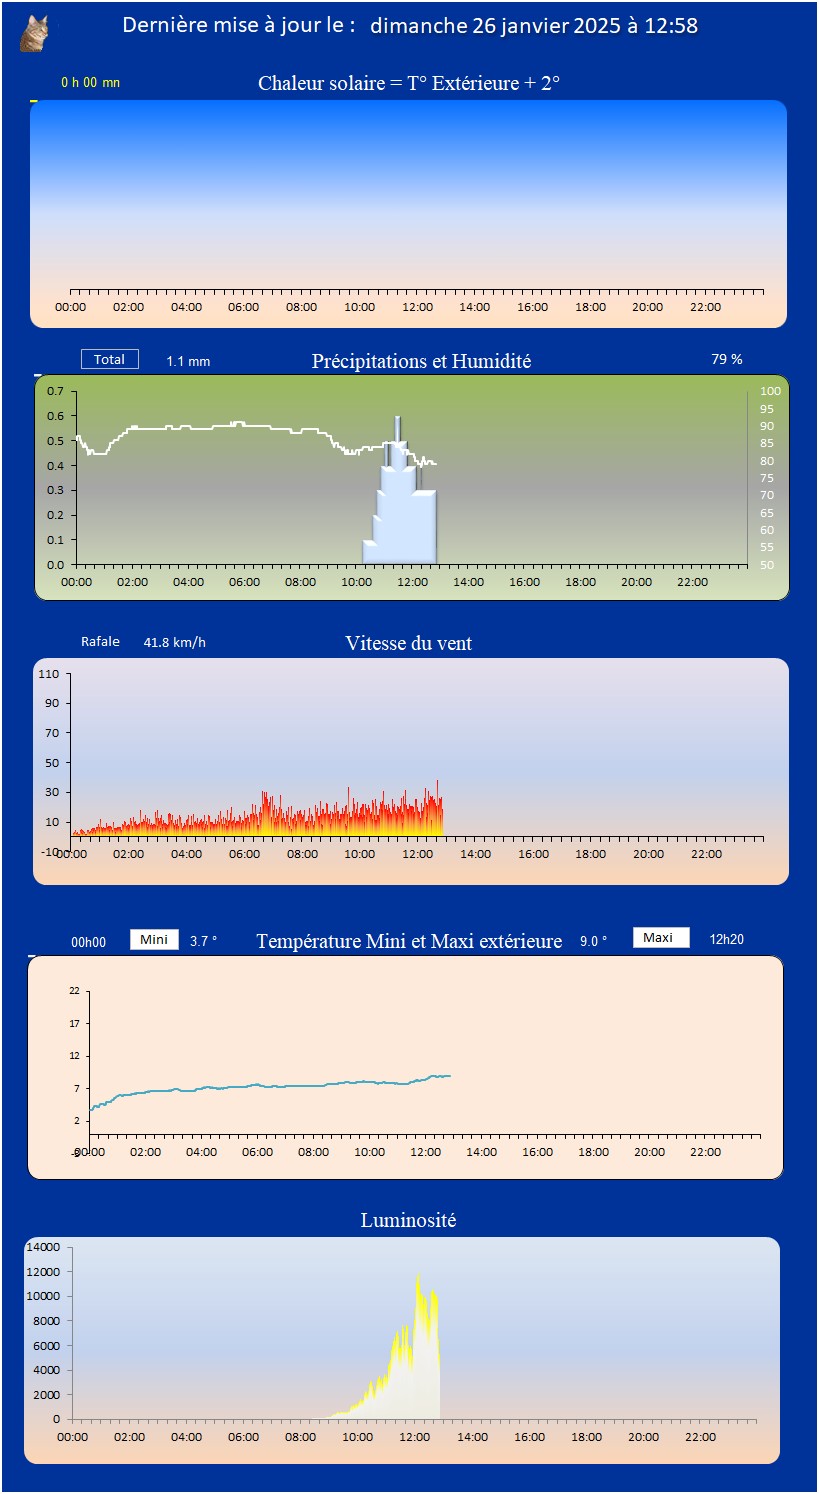 Dernière mise à jour le : dimanche 26 janvier 2025 à 12:58
0 h 00 mn Chaleur solaire = T° Extérieure + 2°
00:00 02:00 04:00 06:00 08:00 10:00 12:00 14:00 16:00 18:00 20:00 22:00
Total 1.1 mm Précipitations et Humidité 79 %
0.7 100
95
0.6 90
0.5 85
0.4 80
75
0.3 70
0.2 65
60
0.1 55
0.0 50
00:00 02:00 04:00 06:00 08:00 10:00 12:00 14:00 16:00 18:00 20:00 22:00
Rafale 41.8 km/h Vitesse du vent
110
90
70
50
30
10
-10 00:00 02:00 04:00 06:00 08:00 10:00 12:00 14:00 16:00 18:00 20:00 22:00
00h00 Mini 3.7 ° Température Mini et Maxi extérieure 9.0 ° Maxi 12h20
22
17
12
7
2
-3 00:00 02:00 04:00 06:00 08:00 10:00 12:00 14:00 16:00 18:00 20:00 22:00
Luminosité
14000
12000
10000
8000
6000
4000
2000
0
00:00 02:00 04:00 06:00 08:00 10:00 12:00 14:00 16:00 18:00 20:00 22:00